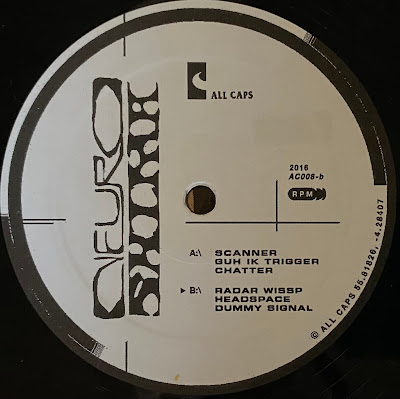 ALL CAPS
2016
AC008-b
RPM
A:\ SCANNER
GUH IK TRIGGER
CHATTER
B:\ RADAR WISSP
HEADSPACE
DUMMY SIGNAL
© ALL CAPS 55.81826, -4.28407